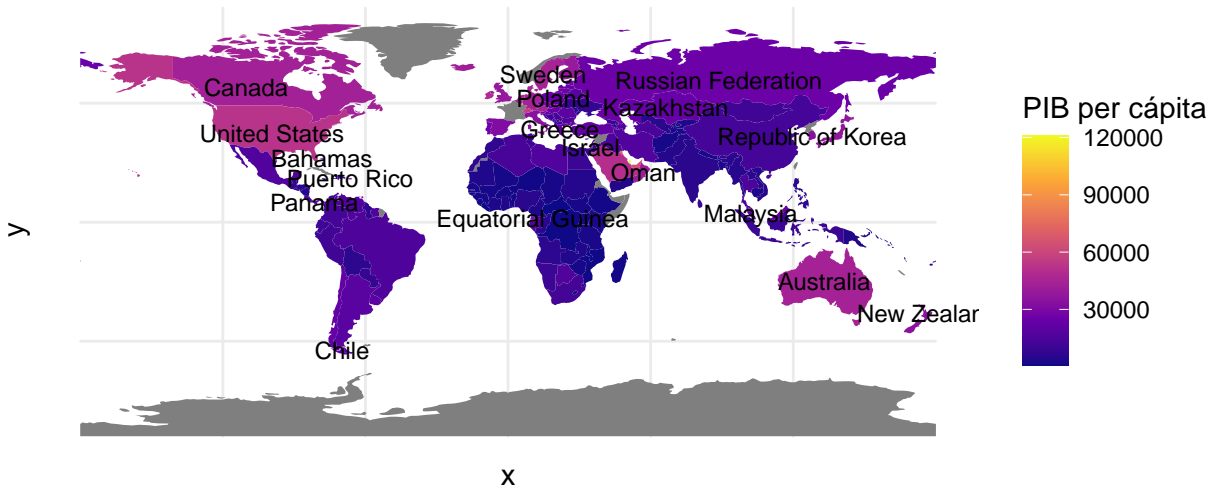 Canada
Sweden
Russian Federation
Poland
Kazakhstan
United States
Greece
Republic of Korea
Israel
Bahamas
Oman
Puerto Rico
Panama
Equatorial Guinea
Malaysia
Australia
New Zealar
Chile
y
x
PIB per cápita
120000
90000
60000
30000